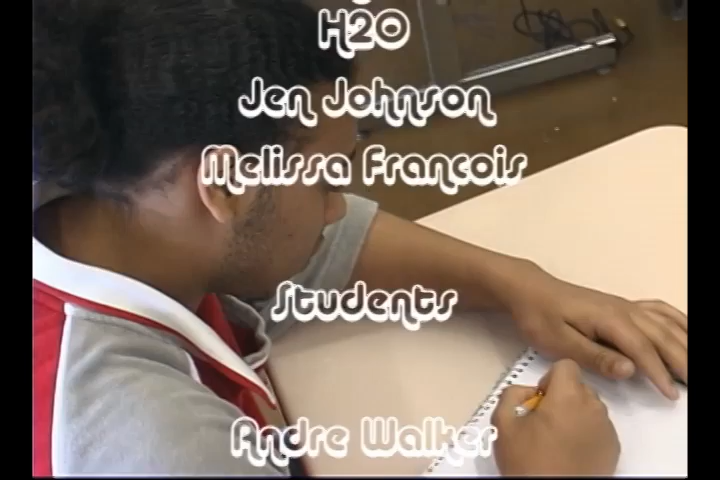 H2O
Jen Johnson
Melissa Francois
Students
Andre Walker